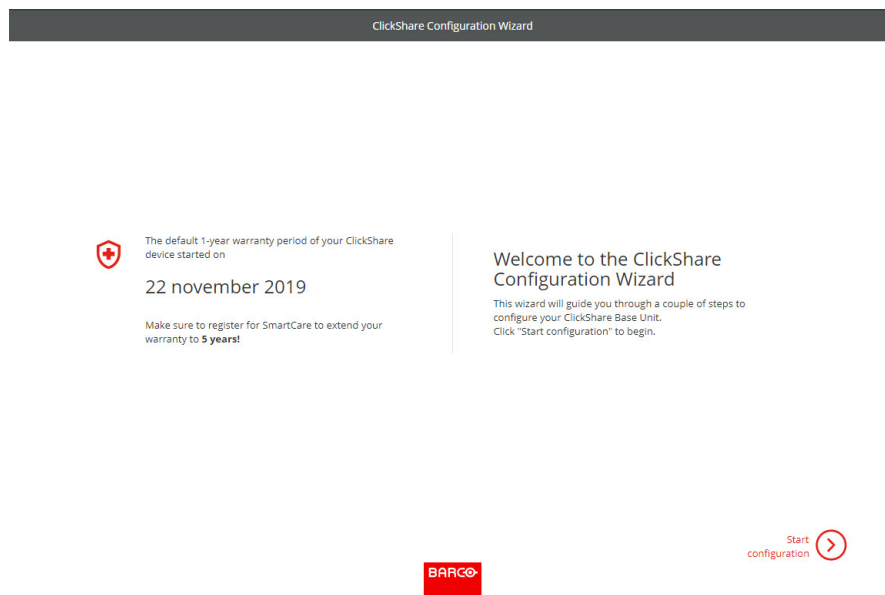 ClickShare Configuration Wizard
The default 1-year warranty period of your ClickShare
device started on
22 november 2019
Make sure to register for SmartCare to extend your
warranty to 5 years!
Welcome to the ClickShare
Configuration Wizard
This wizard will guide you through a couple of steps to
configure your ClickShare Base Unit.
Click "Start configuration" to begin.
Start
configuration
BARCO